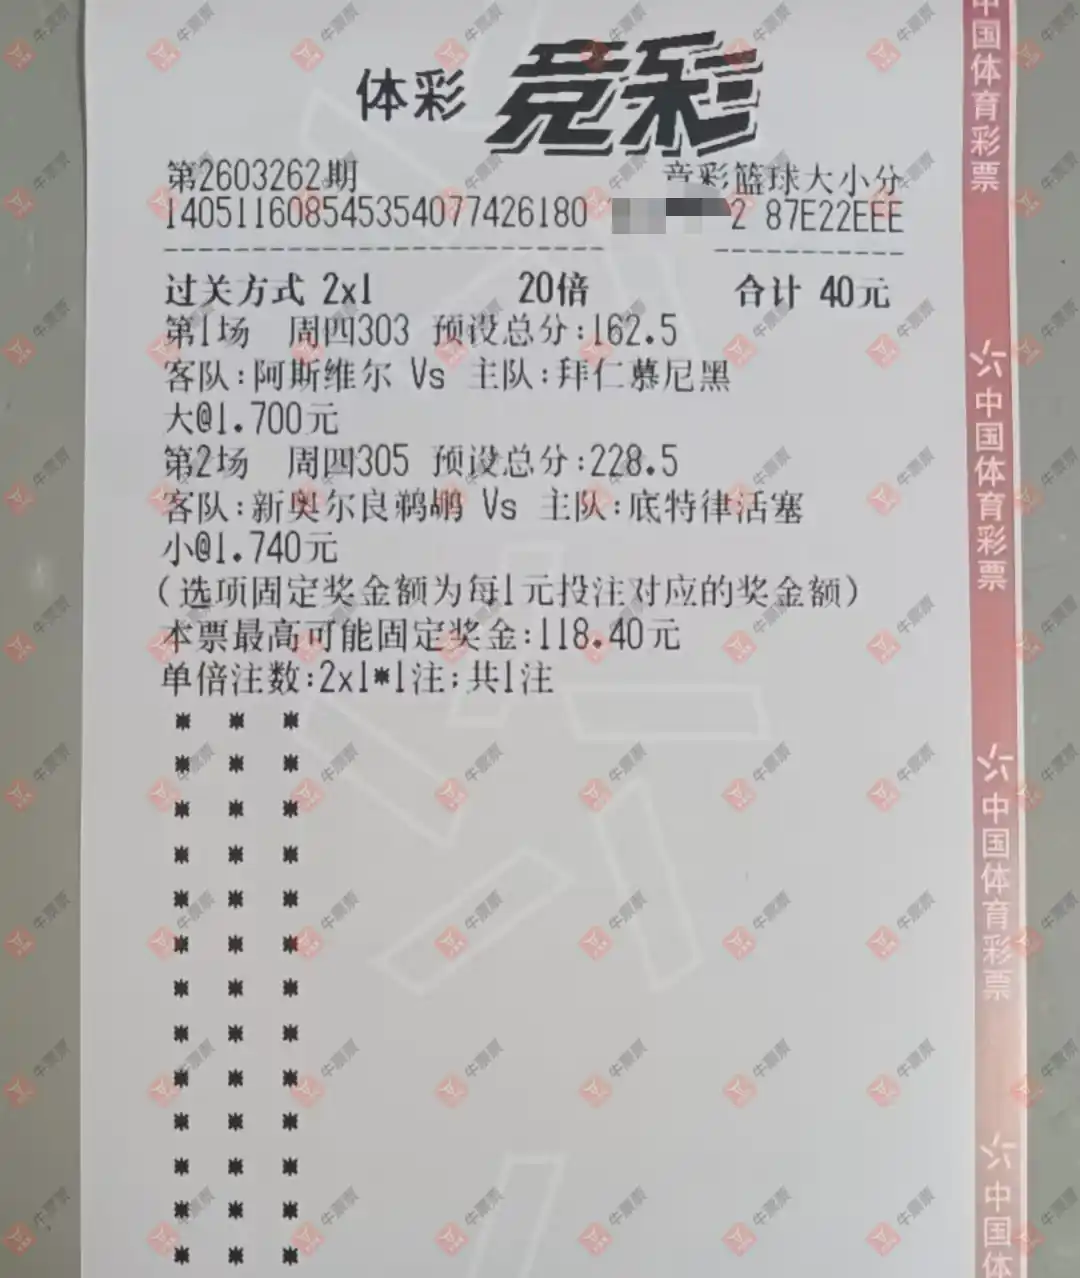 体彩 竞彩
第2603262期 竞彩篮球大小分
140511608545354077426180 2 87E22EEE
过关方式 2x1 20倍 合计 40元
第1场 周四303 预设总分:162.5
客队:阿斯维尔 Vs 主队:拜仁慕尼黑
大@1.700元
第2场 周四305 预设总分:228.5
客队:新奥尔良鹈鹕 Vs 主队:底特律活塞
小@1.740元
(选项固定奖金额为每1元投注对应的奖金额)
本票最高可能固定奖金:118.40元
单倍注数:2x1*1注;共1注
中国体育彩票
中国体育彩票
中国体育彩票
中国体
牛票票